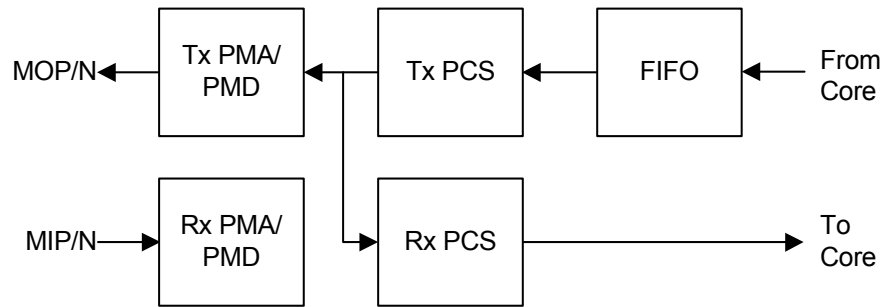 MOP/N
Tx PMA/
PMD
Tx PCS
FIFO
From
Core
MIP/N
Rx PMA/
PMD
Rx PCS
To
Core